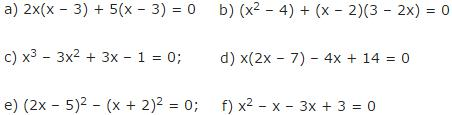 a) 2x(x - 3) + 5(x - 3) = 0 b) (x² - 4) + (x - 2)(3 - 2x) = 0
c) x³ - 3x² + 3x - 1 = 0; d) x(2x - 7) - 4x + 14 = 0
e) (2x - 5)² - (x + 2)² = 0; f) x² - x - 3x + 3 = 0